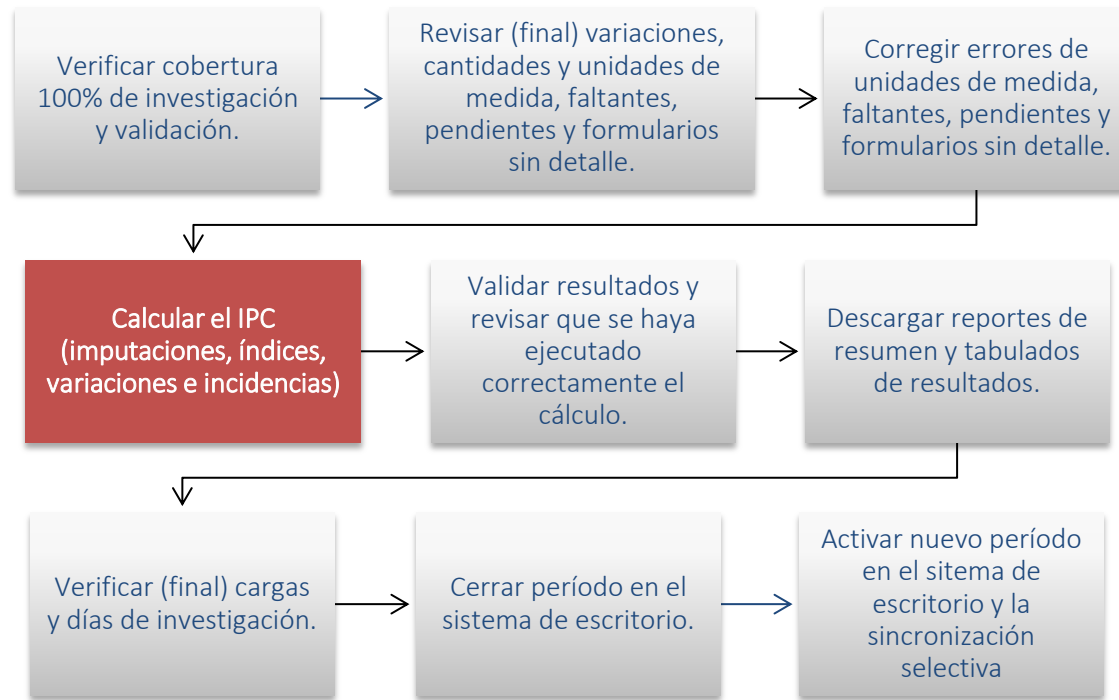 Verificar cobertura
100% de investigación
y validación.
Revisar (final) variaciones,
cantidades y unidades de
medida, faltantes,
pendientes y formularios
sin detalle.
Corregir errores de
unidades de medida,
faltantes, pendientes y
formularios sin detalle.
Calcular el IPC
(imputaciones, índices,
variaciones e incidencias)
Validar resultados y
revisar que se haya
ejecutado
correctamente el
cálculo.
Descargar reportes de
resumen y tabulados
de resultados.
Verificar (final) cargas
y días de investigación.
Cerrar período en el
sistema de escritorio.
Activar nuevo período
en el sitema de
escritorio y la
sincronización
selectiva